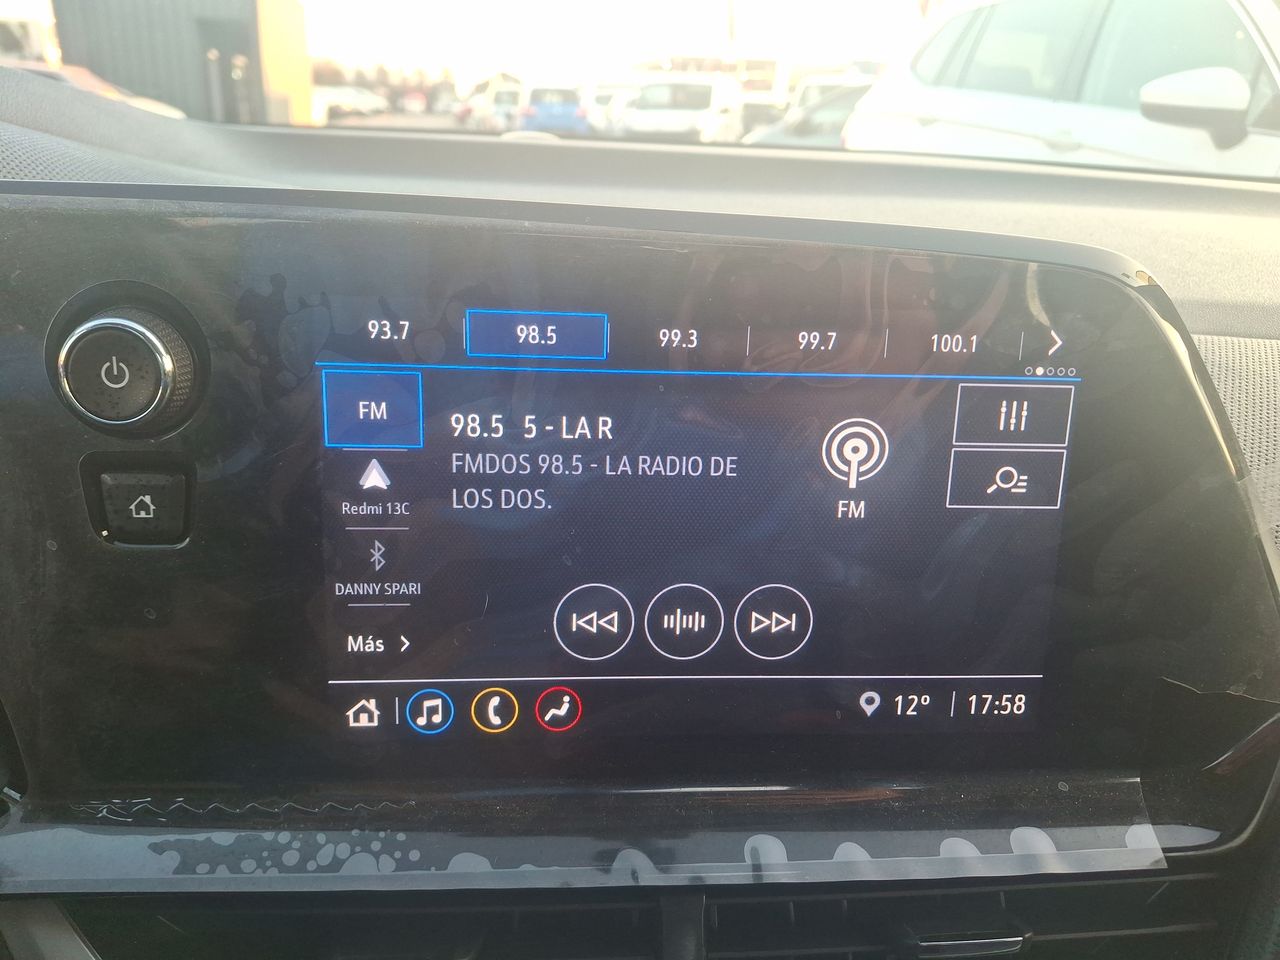 93.7 98.5 99.3 99.7 100.1
FM
98.5 5 - LA R
FMDOS 98.5 - LA RADIO DE
LOS DOS.
FM
Redmi 13C
DANNY SPARI
Más
12º 17:58